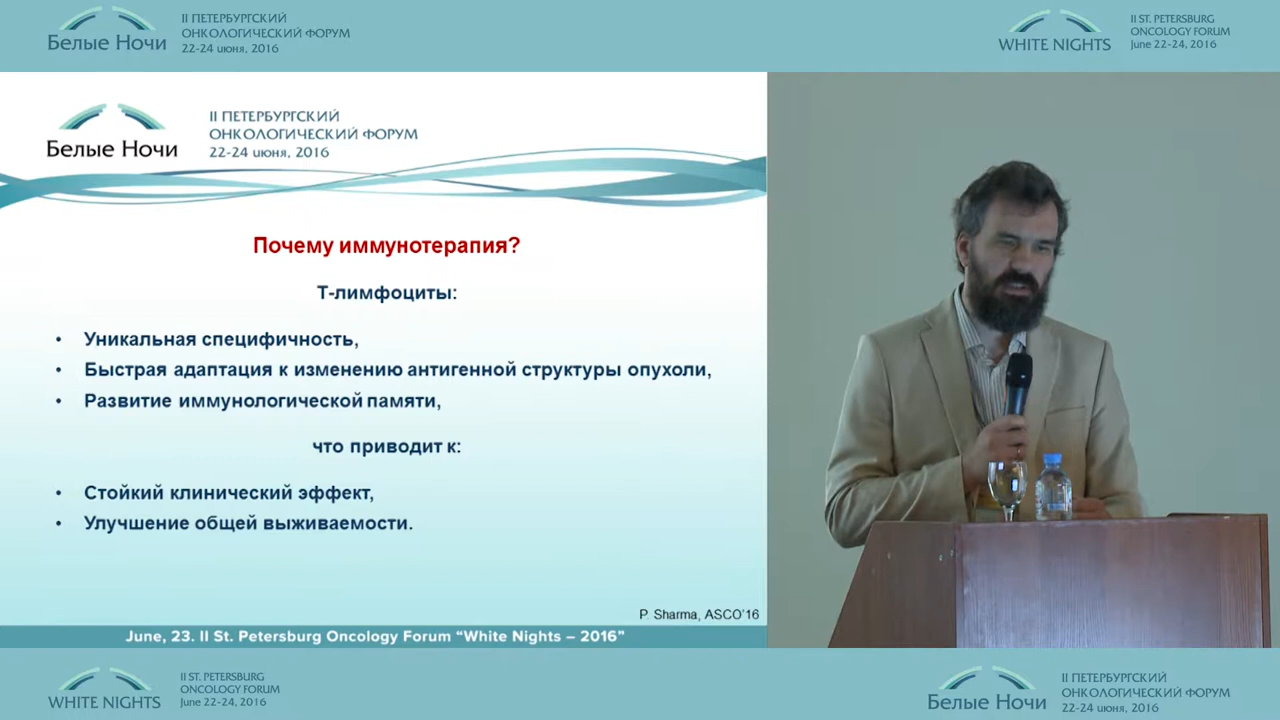 Белые Ночи
II ПЕТЕРБУРГСКИЙ
ОНКОЛОГИЧЕСКИЙ ФОРУМ
22-24 июня, 2016
WHITE NIGHTS
II ST. PETERSBURG
ONCOLOGY FORUM
June 22-24, 2016
Белые Ночи
II ПЕТЕРБУРГСКИЙ
ОНКОЛОГИЧЕСКИЙ ФОРУМ
22-24 июня, 2016
Почему иммунотерапия?
Т-лимфоциты:
• Уникальная специфичность,
• Быстрая адаптация к изменению антигенной структуры опухоли,
• Развитие иммунологической памяти,
что приводит к:
• Стойкий клинический эффект,
• Улучшение общей выживаемости.
P. Sharma, ASCO'16
June, 23. II St. Petersburg Oncology Forum “White Nights – 2016”
WHITE NIGHTS
II ST. PETERSBURG
ONCOLOGY FORUM
June 22-24, 2016
Белые Ночи
II ПЕТЕРБУРГСКИЙ
ОНКОЛОГИЧЕСКИЙ ФОРУМ
22-24 июня, 2016